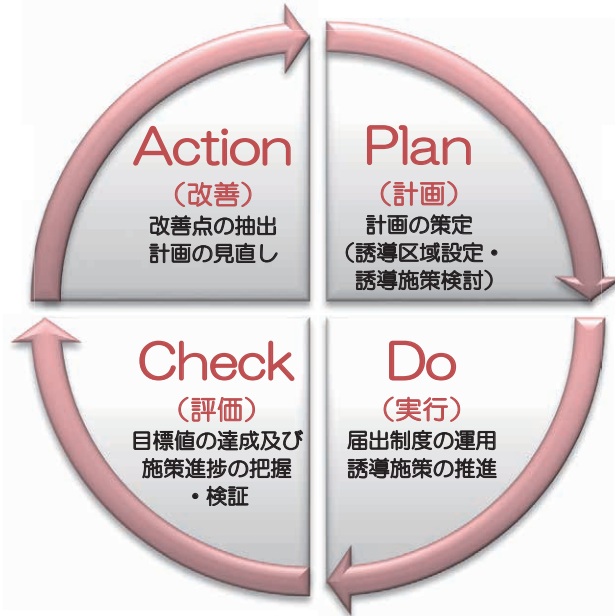 Action
（改善）
改善点の抽出
計画の見直し
Plan
（計画）
計画の策定
（誘導区域設定・
誘導施策検討）
Check
（評価）
目標値の達成及び
施策進捗の把握
・検証
Do
（実行）
届出制度の運用
誘導施策の推進